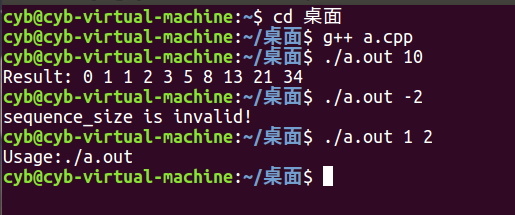 cyb@cyb-virtual-machine:~$ cd 桌面
cyb@cyb-virtual-machine:~/桌面$ g++ a.cpp
cyb@cyb-virtual-machine:~/桌面$ ./a.out 10
Result: 0 1 1 2 3 5 8 13 21 34
cyb@cyb-virtual-machine:~/桌面$ ./a.out -2
sequence_size is invalid!
cyb@cyb-virtual-machine:~/桌面$ ./a.out 1 2
Usage:./a.out
cyb@cyb-virtual-machine:~/桌面$